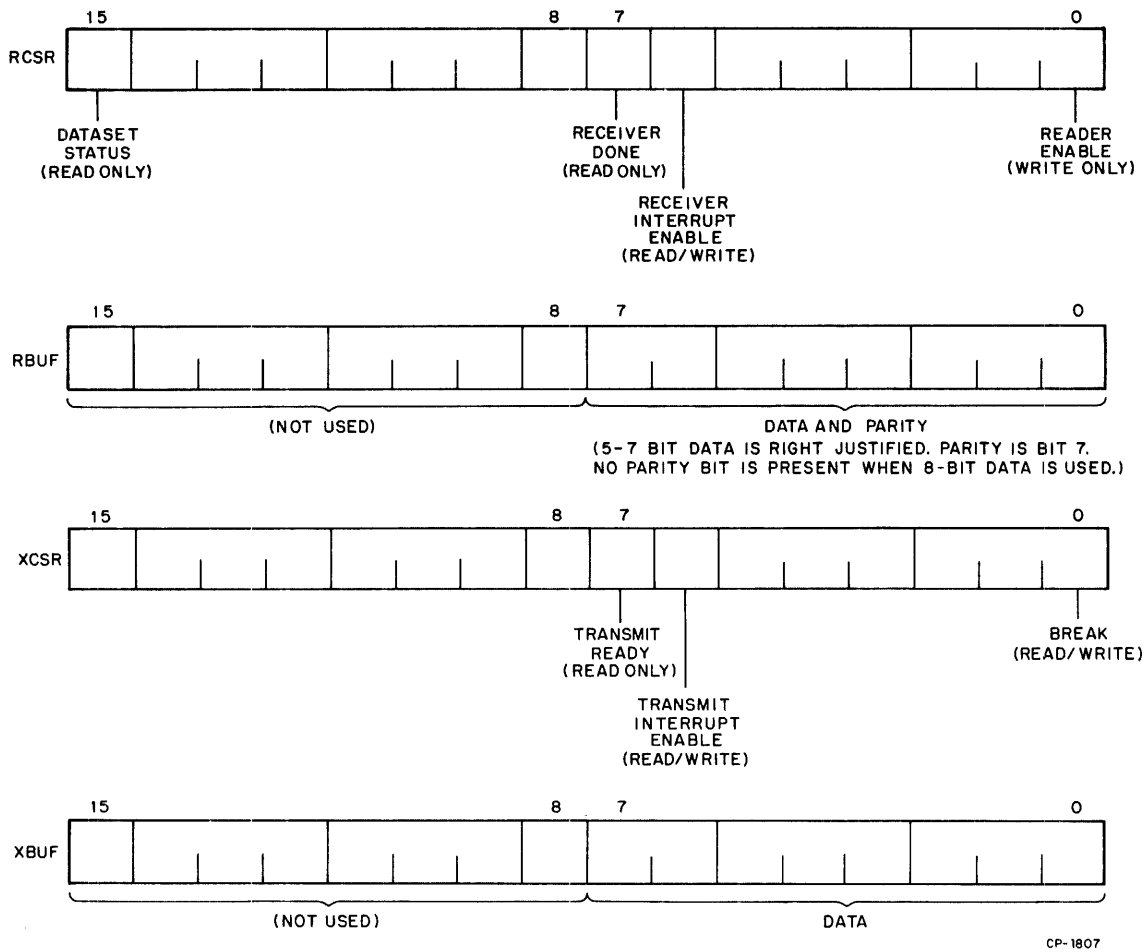 15 8 7 0
RCSR
DATASET
STATUS
(READ ONLY)
RECEIVER
DONE
(READ ONLY)
RECEIVER
INTERRUPT
ENABLE
(READ/WRITE)
READER
ENABLE
(WRITE ONLY)
15 8 7 0
RBUF
(NOT USED)
DATA AND PARITY
(5-7 BIT DATA IS RIGHT JUSTIFIED. PARITY IS BIT 7.
NO PARITY BIT IS PRESENT WHEN 8-BIT DATA IS USED.)
15 8 7 0
XCSR
TRANSMIT
READY
(READ ONLY)
TRANSMIT
INTERRUPT
ENABLE
(READ/WRITE)
BREAK
(READ/WRITE)
15 8 7 0
XBUF
(NOT USED)
DATA
CP-1807